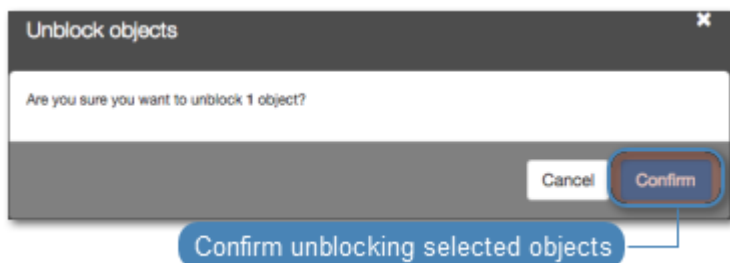 Unblock objects
Are you sure you want to unblock 1 object?
Cancel Confirm
Confirm unblocking selected objects